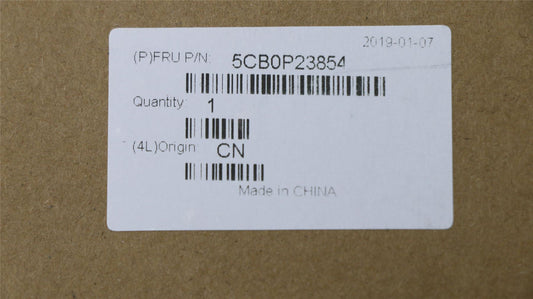 2019-01-07
(P)FRU P/N: 5CB0P23854
Quantity: 1
(4L)Origin: CN
Made in CHINA